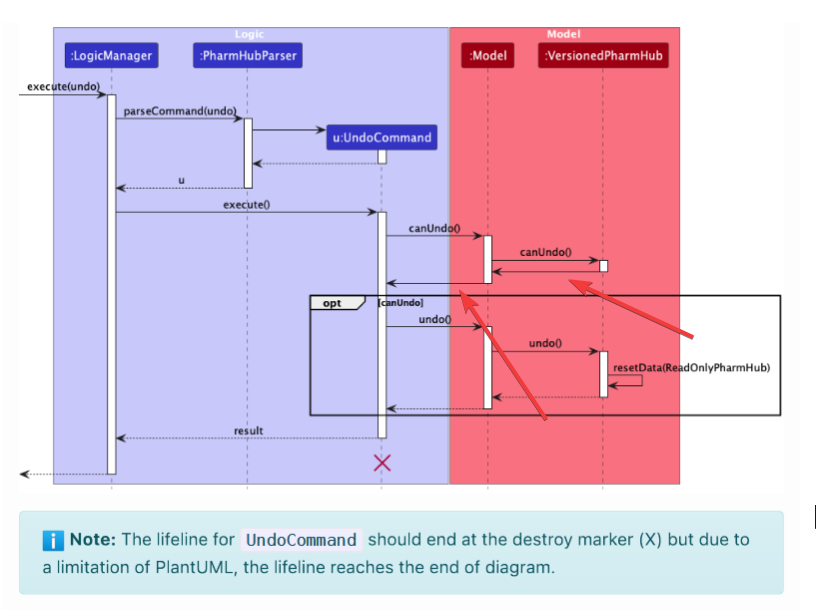 Logic
Model
:LogicManager
:PharmHubParser
:Model
:VersionedPharmHub
execute(undo)
parseCommand(undo)
u:UndoCommand
u
execute()
canUndo()
canUndo()
opt
[canUndo]
undo()
undo()
resetData(ReadOnlyPharmHub)
result
i Note: The lifeline for UndoCommand should end at the destroy marker (X) but due to
a limitation of PlantUML, the lifeline reaches the end of diagram.